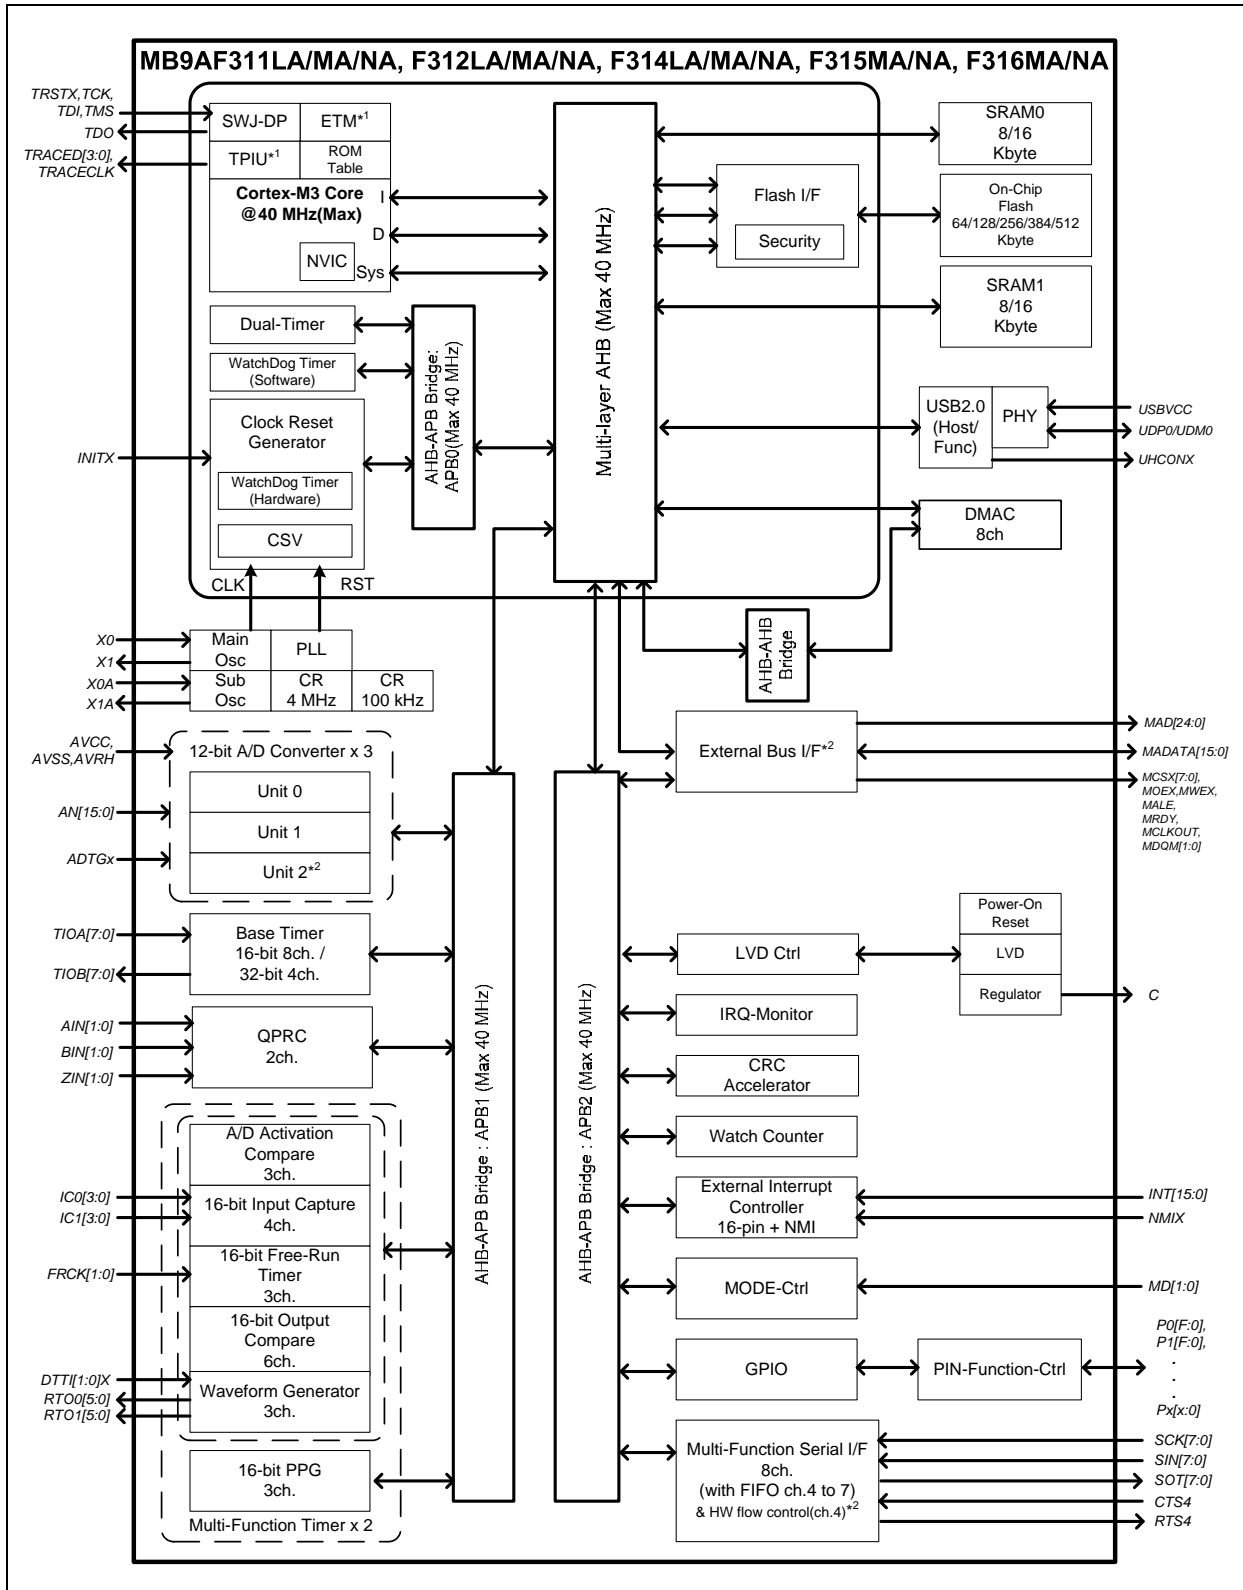 MB9AF311LA/MA/NA, F312LA/MA/NA, F314LA/MA/NA, F315MA/NA, F316MA/NA
TRSTX,TCK,
TDI,TMS
TDO
TRACED[3:0],
TRACECLK
SWJ-DP
ETM*1
TPIU*1
ROM
Table
Cortex-M3 Core
@40 MHz(Max)
I
D
Sys
NVIC
Dual-Timer
WatchDog Timer
(Software)
Clock Reset
Generator
WatchDog Timer
(Hardware)
CSV
INITX
CLK
RST
AHB-APB Bridge:
APB0(Max 40 MHz)
Multi-layer AHB (Max 40 MHz)
Flash I/F
Security
SRAM0
8/16
Kbyte
On-Chip
Flash
64/128/256/384/512
Kbyte
SRAM1
8/16
Kbyte
USB2.0
(Host/
Func)
PHY
USBVCC
UDP0/UDM0
UHCONX
DMAC
8ch
AHB-AHB
Bridge
X0
X1
X0A
X1A
Main
Osc
PLL
Sub
Osc
CR
4 MHz
CR
100 kHz
AVCC,
AVSS,AVRH
AN[15:0]
ADTGx
12-bit A/D Converter x 3
Unit 0
Unit 1
Unit 2*2
TIOA[7:0]
TIOB[7:0]
Base Timer
16-bit 8ch. /
32-bit 4ch.
AIN[1:0]
BIN[1:0]
ZIN[1:0]
QPRC
2ch.
A/D Activation
Compare
3ch.
IC0[3:0]
IC1[3:0]
16-bit Input Capture
4ch.
FRCK[1:0]
16-bit Free-Run
Timer
3ch.
16-bit Output
Compare
6ch.
DTTI[1:0]X
RTO0[5:0]
RTO1[5:0]
Waveform Generator
3ch.
16-bit PPG
3ch.
Multi-Function Timer x 2
AHB-APB Bridge : APB1 (Max 40 MHz)
AHB-APB Bridge : APB2 (Max 40 MHz)
External Bus I/F*2
MAD[24:0]
MADATA[15:0]
MCSX[7:0],
MOEX,MWEX,
MALE,
MRDY,
MCLKOUT,
MDQM[1:0]
LVD Ctrl
Power-On
Reset
LVD
Regulator
C
IRQ-Monitor
CRC
Accelerator
Watch Counter
External Interrupt
Controller
16-pin + NMI
INT[15:0]
NMIX
MODE-Ctrl
MD[1:0]
GPIO
PIN-Function-Ctrl
P0[F:0],
P1[F:0],
.
.
.
Px[x:0]
Multi-Function Serial I/F
8ch.
(with FIFO ch.4 to 7)
& HW flow control(ch.4)*2
SCK[7:0]
SIN[7:0]
SOT[7:0]
CTS4
RTS4